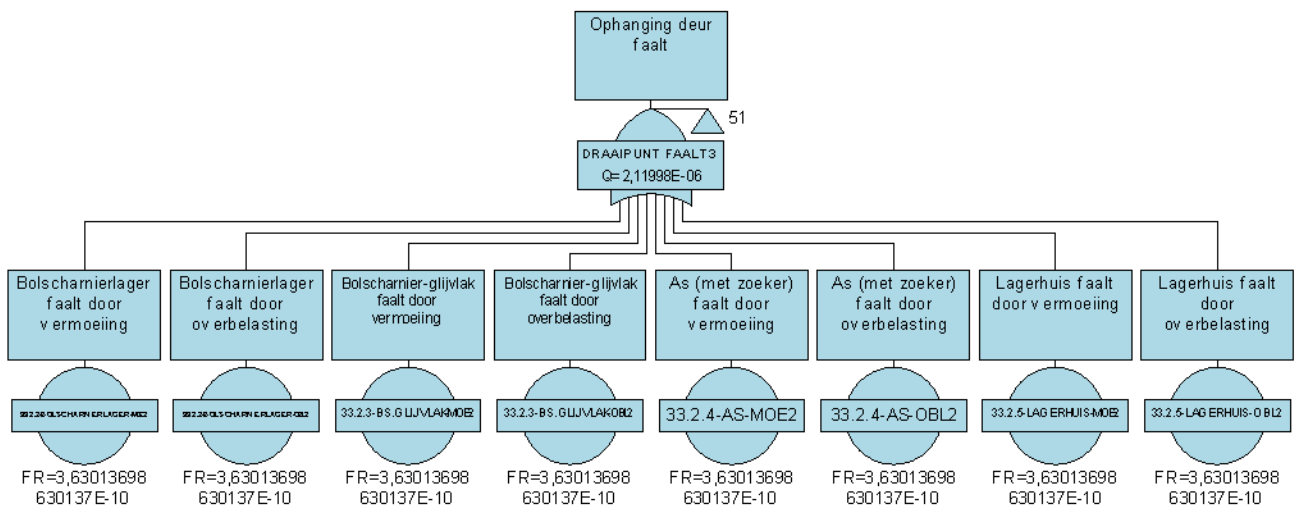 Ophanging deur
faalt
51
DRAAIPUNT FAALT3
Q=2,11998E-06
Bolscharnierlager
faalt door
vermoeiing
Bolscharnierlager
faalt door
overbelasting
Bolscharnier-glijvlak
faalt door
vermoeiing
Bolscharnier-glijvlak
faalt door
overbelasting
As (met zoeker)
faalt door
vermoeiing
As (met zoeker)
faalt door
overbelasting
Lagerhuis faalt
door vermoeiing
Lagerhuis faalt
door
overbelasting
33.2.3-BS.GLIJVLAKMOE2
33.2.3-BS.GLIJVLAKOBL2
33.2.4-AS-MOE2
33.2.4-AS-OBL2
33.2.5-LAGERHUIS-MOE2
33.2.5-LAGERHUIS-OBL2
FR=3,63013698
630137E-10
FR=3,63013698
630137E-10
FR=3,63013698
630137E-10
FR=3,63013698
630137E-10
FR=3,63013698
630137E-10
FR=3,63013698
630137E-10
FR=3,63013698
630137E-10
FR=3,63013698
630137E-10